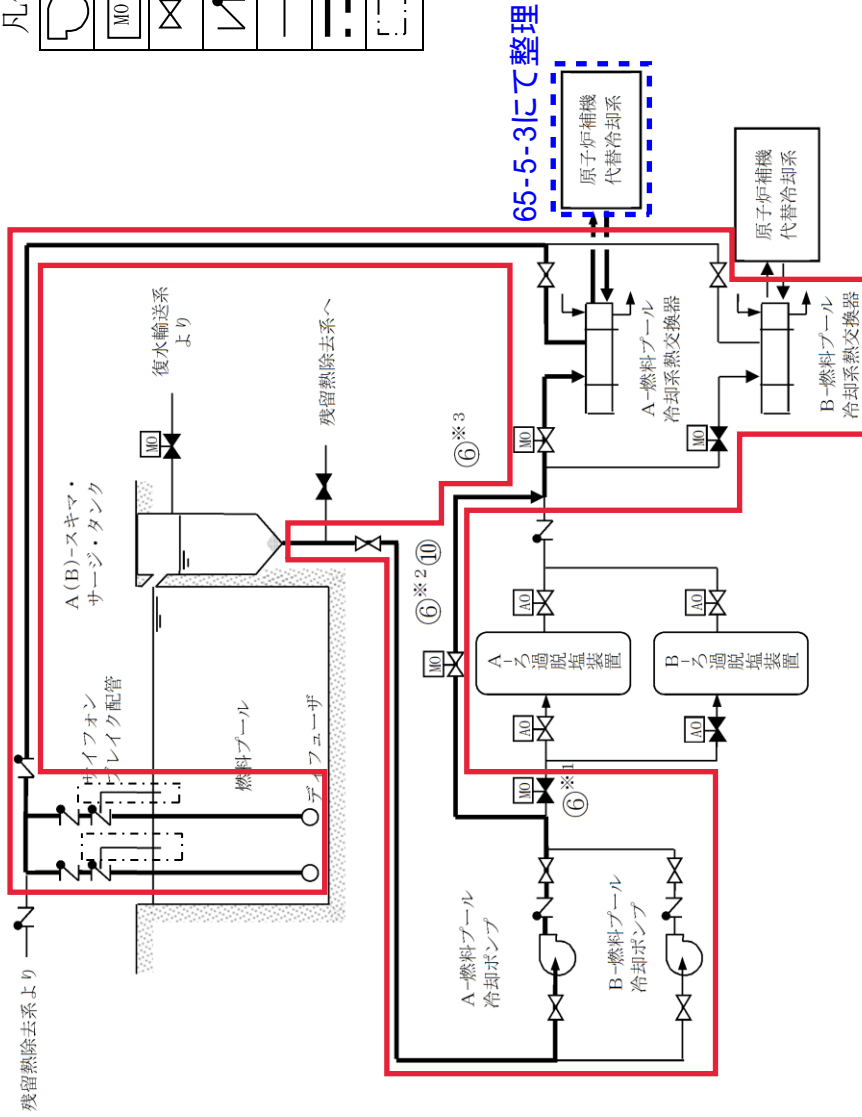 凡
MO
65-5-3にて整理
原子炉補機
代替冷却系
原子炉補機
代替冷却系
復水輸送系
より
MO
残留熱除去系へ
A(B)-スキマ・
サージ・タンク
サイフォン
ブレイク配管
燃料プール
ディフューザ
残留熱除去系より
⑥※3
MO
A-燃料プール
冷却系熱交換器
MO
B-燃料プール
冷却系熱交換器
⑥※2⑩
MO
AO
AO
A-ろ過脱塩装置
B-ろ過脱塩装置
AO
AO
MO
⑥※1
A-燃料プール
冷却ポンプ
B-燃料プール
冷却ポンプ